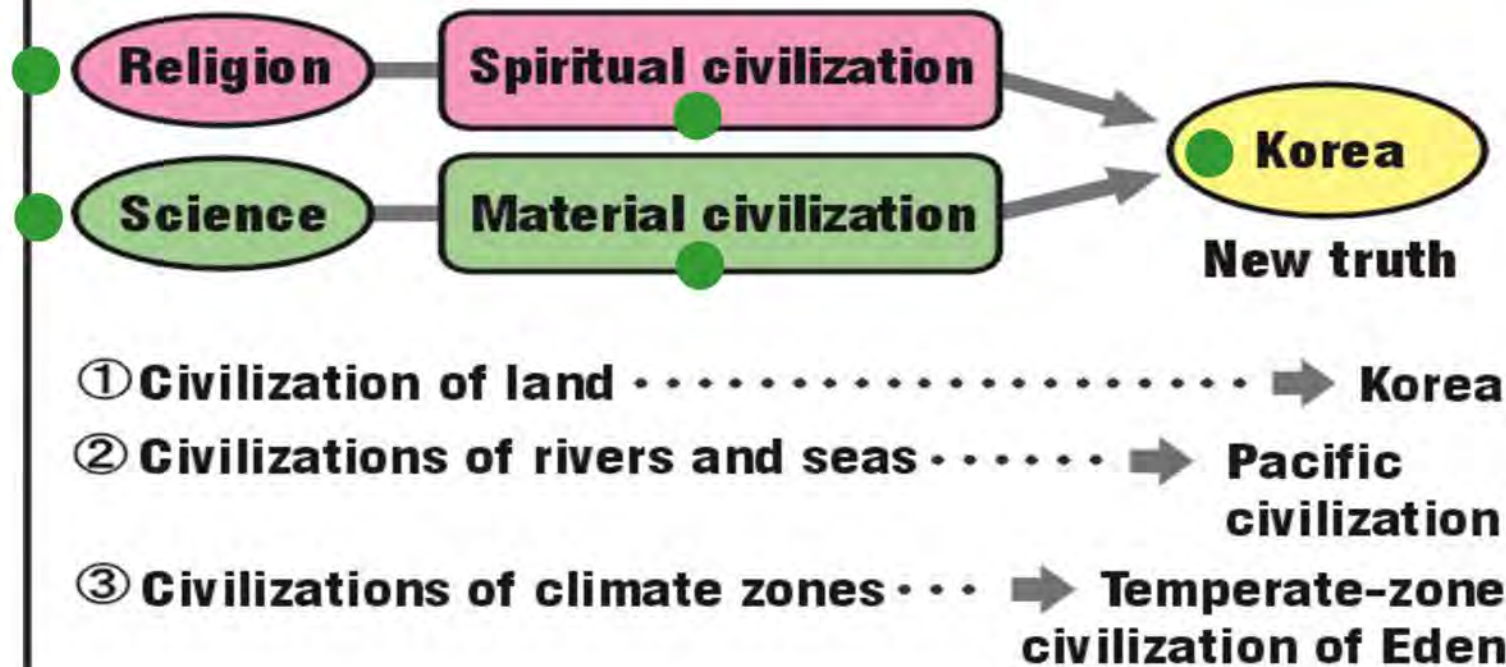 Religion
Spiritual civilization
Korea
Science
Material civilization
New truth
①Civilization of land · · · · · · · · · · · · · · · · · · · · Korea
②Civilizations of rivers and seas · · · · · · Pacific
civilization
③Civilizations of climate zones · · · Temperate-zone
civilization of Eden